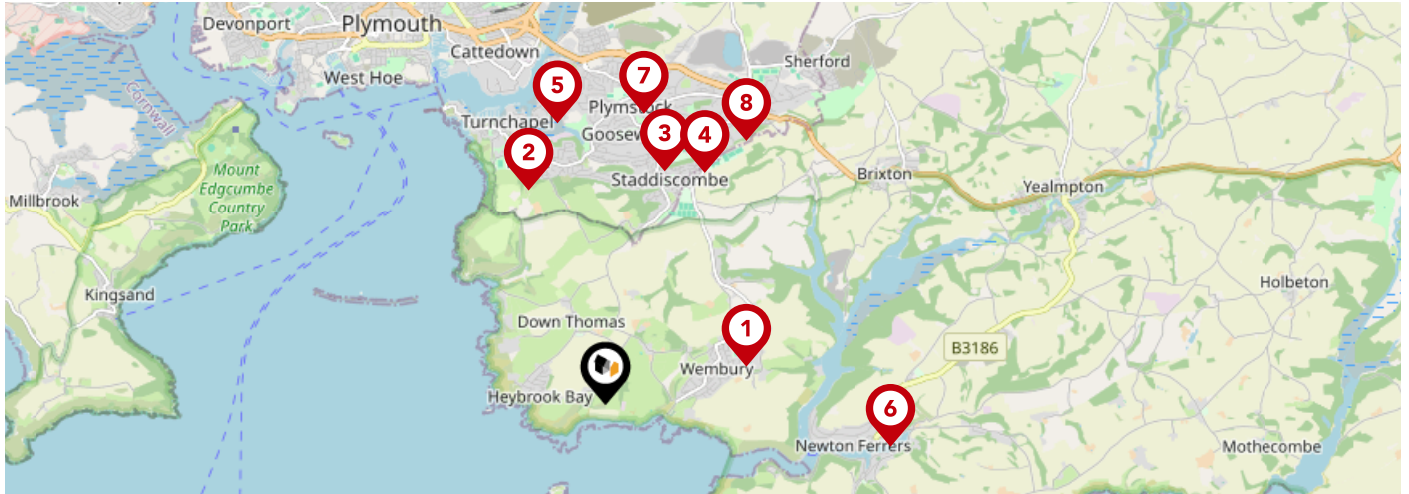 Devonport
Plymouth
Cattedown
West Hoe
Sherford
Cornwall
5
7
8
Plymstock
Turnchapel
Goosew
3
4
2
Staddiscombe
Brixton
Yealmpton
Mount
Edgcumbe
Country
Park
Millbrook
Kingsand
Holbeton
Down Thomas
1
B3186
Wembury
Heybrook Bay
6
Newton Ferrers
Mothecombe